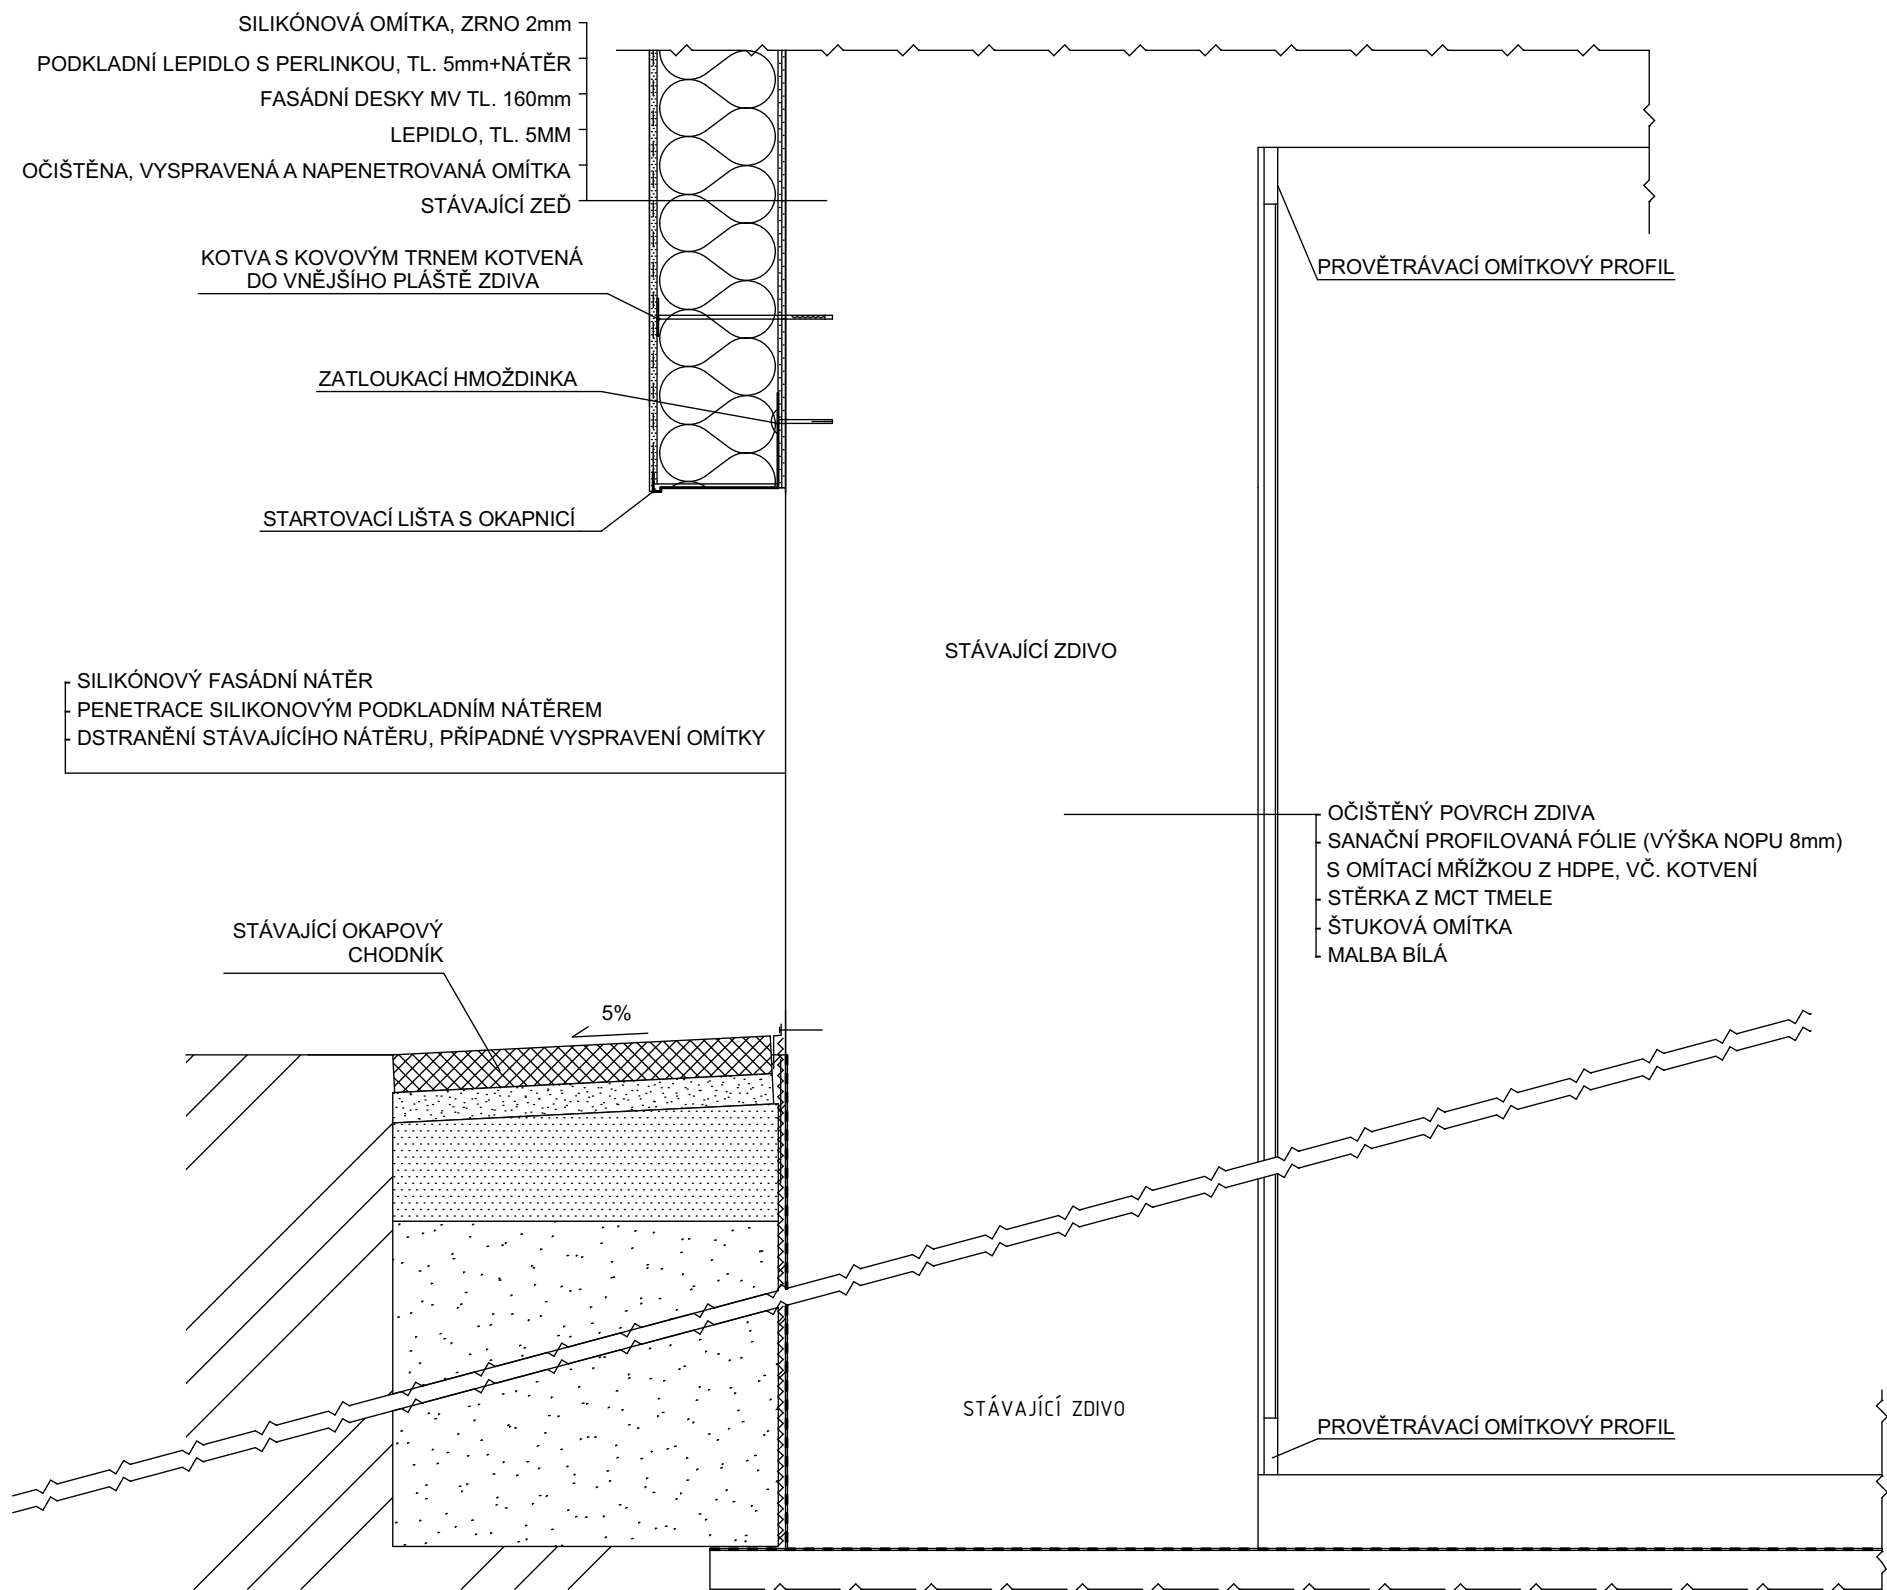 SILIKÓNOVÁ OMÍTKA, ZRNO 2mm
PODKLADNÍ LEPIDLO S PERLINKOU, TL. 5mm+NÁTĚR
FASÁDNÍ DESKY MV TL. 160mm
LEPIDLO, TL. 5MM
OČIŠTĚNA, VYSPRAVENÁ A NAPENETROVANÁ OMÍTKA
STÁVAJÍCÍ ZEĎ
KOTVA S KOVOVÝM TRNEM KOTVENÁ
DO VNĚJŠÍHO PLÁŠTĚ ZDIVA
PROVĚTRÁVACÍ OMÍTKOVÝ PROFIL
ZATLOUKACÍ HMOŽDINKA
STARTOVACÍ LIŠTA S OKAPNICÍ
STÁVAJÍCÍ ZDIVO
SILIKÓNOVÝ FASÁDNÍ NÁTĚR
PENETRACE SILIKONOVÝM PODKLADNÍM NÁTĚREM
DSTRANĚNÍ STÁVAJÍCÍHO NÁTĚRU, PŘÍPADNÉ VYSPRAVENÍ OMÍTKY
OČIŠTĚNÝ POVRCH ZDIVA
SANAČNÍ PROFILOVANÁ FÓLIE (VÝŠKA NOPU 8mm)
S OMÍTACÍ MŘÍŽKOU Z HDPE, VČ. KOTVENÍ
STĚRKA Z MCT TMELE
ŠTUKOVÁ OMÍTKA
MALBA BÍLÁ
STÁVAJÍCÍ OKAPOVÝ
CHODNÍK
5%
STÁVAJÍCÍ ZDIVO
PROVĚTRÁVACÍ OMÍTKOVÝ PROFIL